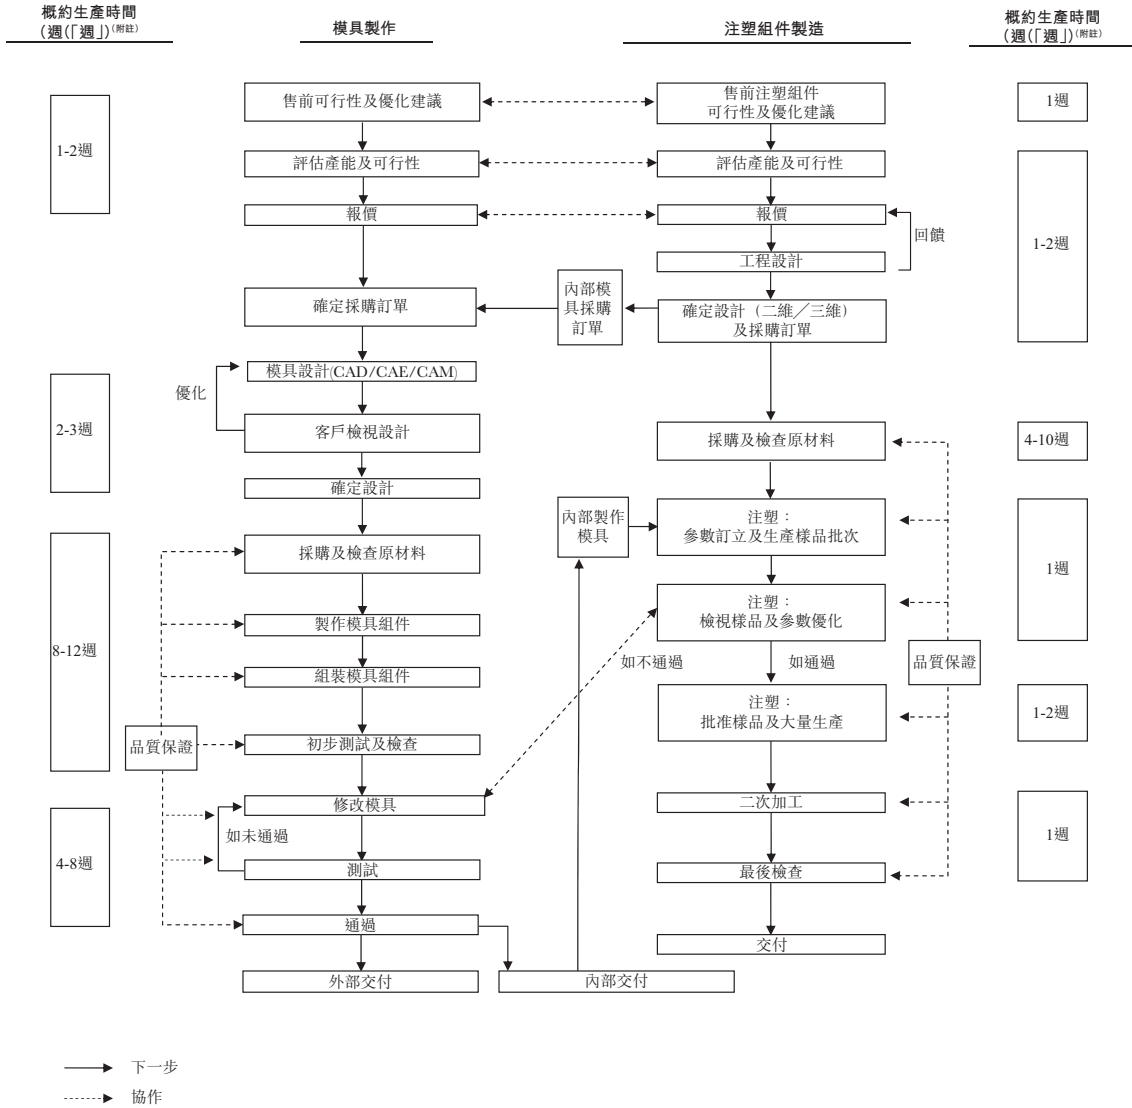 概約生產時間
(週(「週」)(附註)
模具製作
注塑組件製造
概約生產時間
(週(「週」)(附註)
1-2週
售前可行性及優化建議
售前注塑組件
可行性及優化建議
1週
評估產能及可行性
評估產能及可行性
報價
報價
回饋
1-2週
工程設計
確定採購訂單
內部模
具採購
訂單
確定設計（二維／三維）
及採購訂單
2-3週
優化
模具設計(CAD/CAE/CAM)
客戶檢視設計
採購及檢查原材料
4-10週
確定設計
內部製作
模具
注塑：
參數訂立及生產樣品批次
1週
8-12週
採購及檢查原材料
製作模具組件
注塑：
檢視樣品及參數優化
組裝模具組件
如不通過
如通過
品質保證
注塑：
批准樣品及大量生產
1-2週
品質保證
初步測試及檢查
修改模具
二次加工
4-8週
如未通過
1週
測試
最後檢查
通過
交付
外部交付
內部交付
下一步
協作